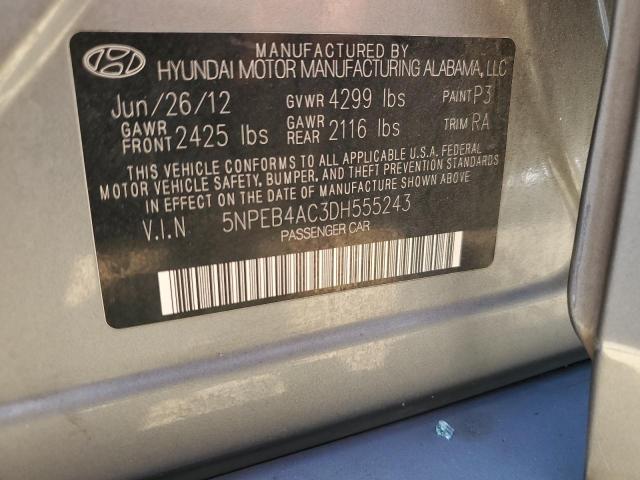 MANUFACTURED BY
HYUNDAI MOTOR MANUFACTURING ALABAMA, LLC
Jun/26/12 GVWR 4299 lbs PAINT P3
GAWR FRONT 2425 lbs GAWR REAR 2116 lbs TRIM RA
THIS VEHICLE CONFORMS TO ALL APPLICABLE U.S.A. FEDERAL
MOTOR VEHICLE SAFETY, BUMPER, AND THEFT PREVENTION STANDARDS
IN EFFECT ON THE DATE OF MANUFACTURE SHOWN ABOVE.
V.I.N 5NPEB4AC3DH555243
PASSENGER CAR